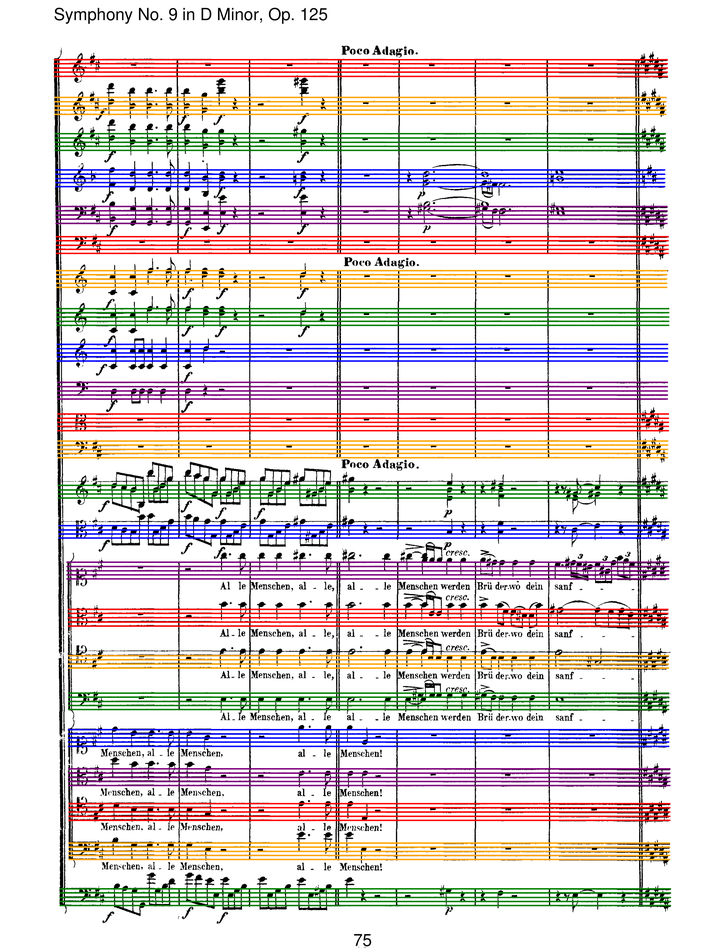 Symphony No. 9 in D Minor, Op. 125
Poco Adagio.
f
f
f
f
f
f
f
f
f
f
f
f
p
f
f
f
p
Poco Adagio.
f
f
f
f
f
f
f
f
f
f
Poco Adagio.
f
f
f
p
f
f
f
p
cresc.
3
3
3
Al - le Menschen, al - le, al - - le Menschen werden Brü der. wo dein sanf - - -
cresc.
Al - le Menschen, al - le, al - - le Menschen werden Brü der. wo dein sanf - - -
cresc.
Al - le Menschen, al - le, al - - le Menschen werden Brü der. wo dein sanf - - -
cresc.
Al - le Menschen, al - le al - - le Menschen werden Brü der. wo dein sanf - - -
Menschen, al - le Menschen, al - le Menschen!
Menschen, al - le Menschen, al - le Menschen!
Menschen, al - le Menschen, al - le Menschen!
Menschen, al - le Menschen, al - le Menschen!
f
f
f
p
75